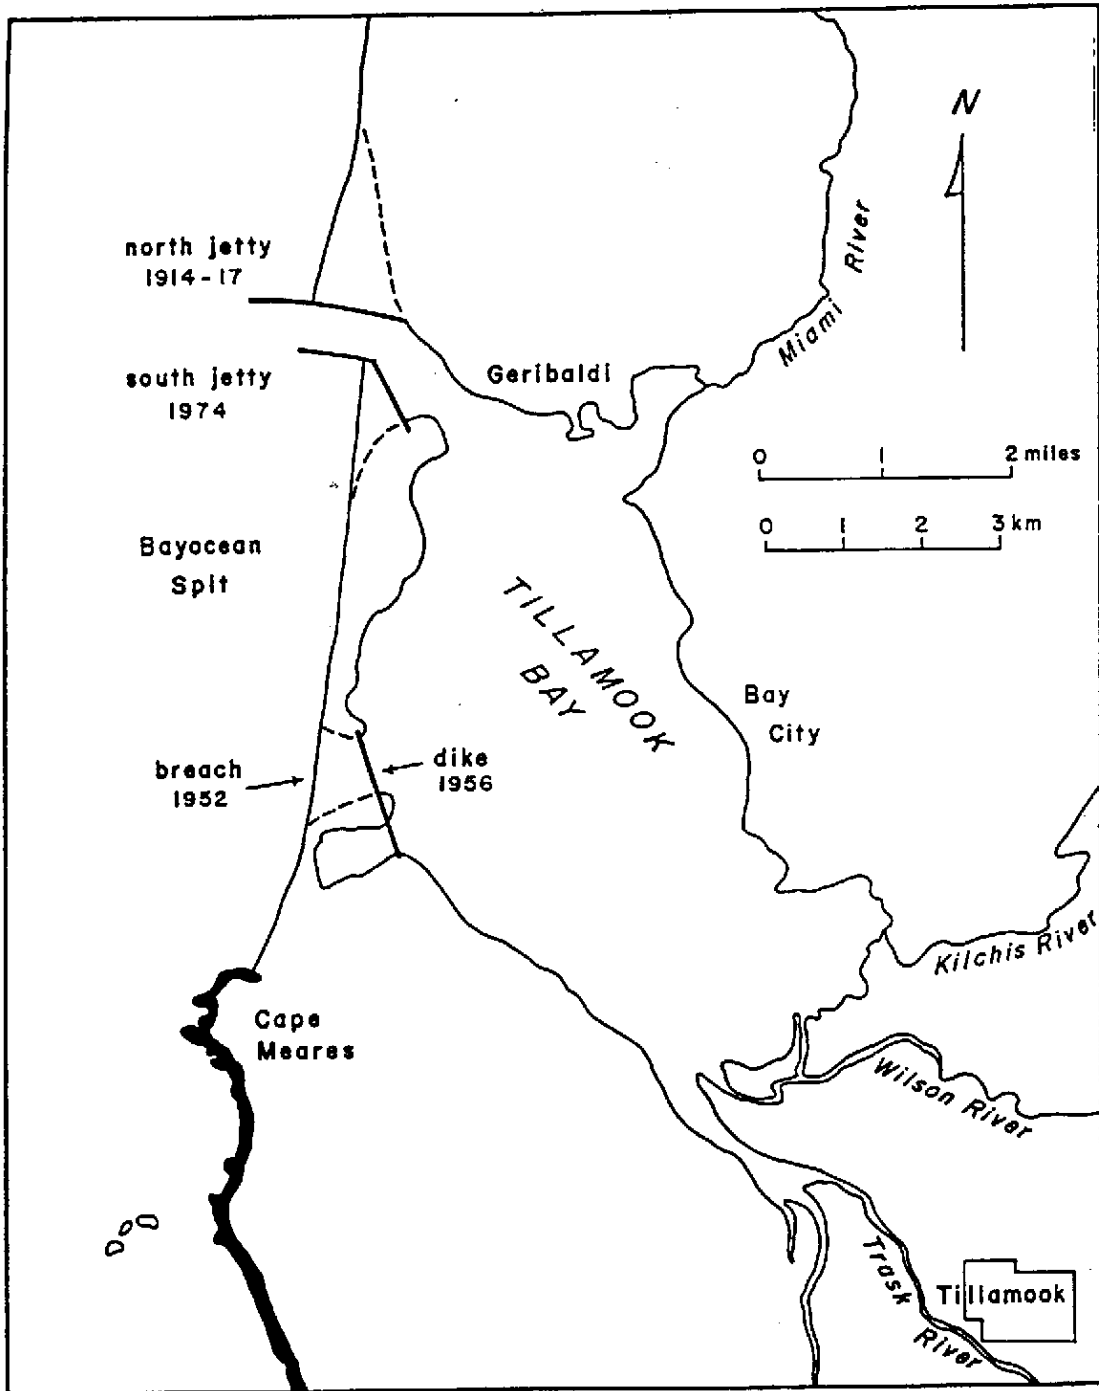 N
north jetty
1914-17
Miami River
south jetty
1974
Geribaldi
0 1 2 miles
0 1 2 3 km
Bayocean
Spit
TILLAMOOK
BAY
Bay
City
breach
1952
dike
1956
Kilchis River
Cape
Meares
Wilson River
Trask River
Tillamook